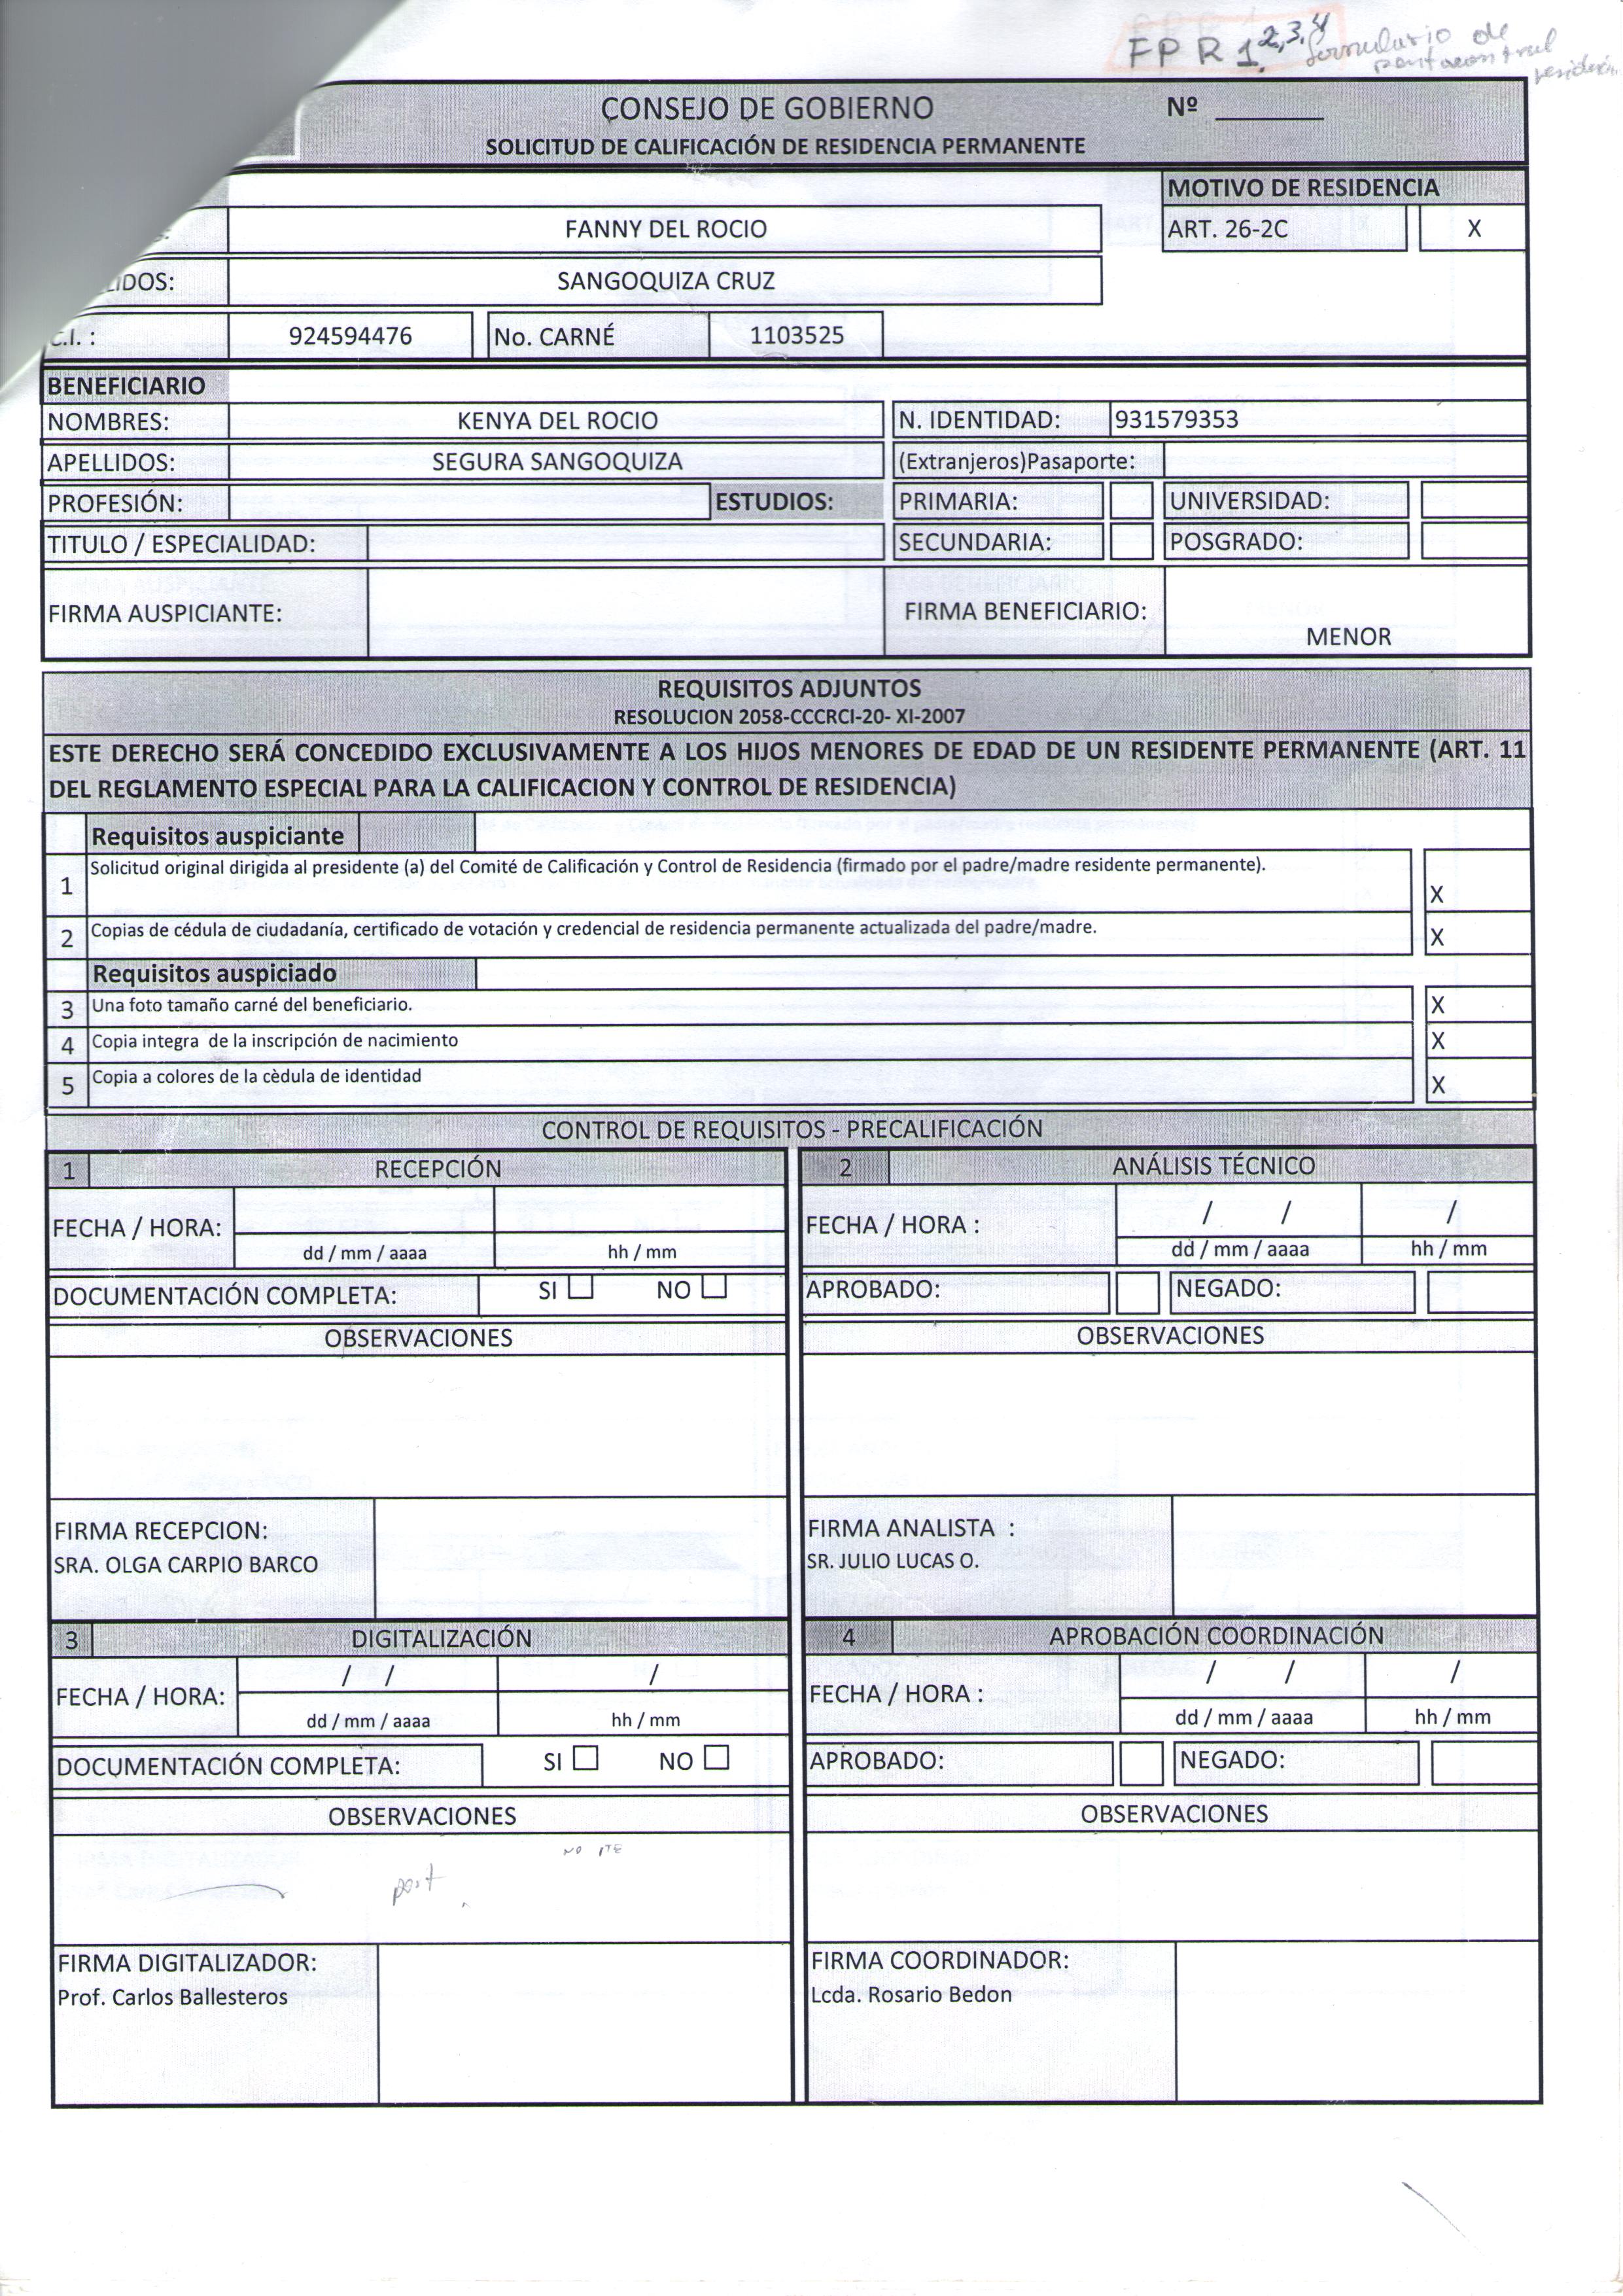 FPR 1. 2,3,4 formulario de
CONSEJO DE GOBIERNO Nº
SOLICITUD DE CALIFICACIÓN DE RESIDENCIA PERMANENTE
MOTIVO DE RESIDENCIA
FANNY DEL ROCIO ART. 26-2C X
SANGOQUIZA CRUZ
C.I. : 924594476 No. CARNÉ 1103525
BENEFICIARIO
NOMBRES: KENYA DEL ROCIO N. IDENTIDAD: 931579353
APELLIDOS: SEGURA SANGOQUIZA (Extranjeros)Pasaporte:
PROFESIÓN: ESTUDIOS: PRIMARIA: UNIVERSIDAD:
TITULO / ESPECIALIDAD: SECUNDARIA: POSGRADO:
FIRMA AUSPICIANTE: FIRMA BENEFICIARIO:
MENOR
REQUISITOS ADJUNTOS
RESOLUCION 2058-CCCRCI-20- XI-2007
ESTE DERECHO SERÁ CONCEDIDO EXCLUSIVAMENTE A LOS HIJOS MENORES DE EDAD DE UN RESIDENTE PERMANENTE (ART. 11
DEL REGLAMENTO ESPECIAL PARA LA CALIFICACION Y CONTROL DE RESIDENCIA)
Requisitos auspiciante
1 Solicitud original dirigida al presidente (a) del Comité de Calificación y Control de Residencia (firmado por el padre/madre residente permanente). X
2 Copias de cédula de ciudadanía, certificado de votación y credencial de residencia permanente actualizada del padre/madre. X
Requisitos auspiciado
3 Una foto tamaño carné del beneficiario. X
4 Copia integra de la inscripción de nacimiento X
5 Copia a colores de la cèdula de identidad X
CONTROL DE REQUISITOS - PRECALIFICACIÓN
1 RECEPCIÓN
FECHA / HORA:
dd / mm / aaaa hh / mm
DOCUMENTACIÓN COMPLETA: SI NO
OBSERVACIONES
FIRMA RECEPCION:
SRA. OLGA CARPIO BARCO
2 ANÁLISIS TÉCNICO
/ / /
FECHA / HORA :
dd / mm / aaaa hh / mm
APROBADO: NEGADO:
OBSERVACIONES
FIRMA ANALISTA :
SR. JULIO LUCAS O.
3 DIGITALIZACIÓN
/ / /
FECHA / HORA:
dd / mm / aaaa hh / mm
DOCUMENTACIÓN COMPLETA: SI NO
OBSERVACIONES
FIRMA DIGITALIZADOR:
Prof. Carlos Ballesteros
4 APROBACIÓN COORDINACIÓN
/ / /
FECHA / HORA :
dd / mm / aaaa hh / mm
APROBADO: NEGADO:
OBSERVACIONES
FIRMA COORDINADOR:
Lcda. Rosario Bedon